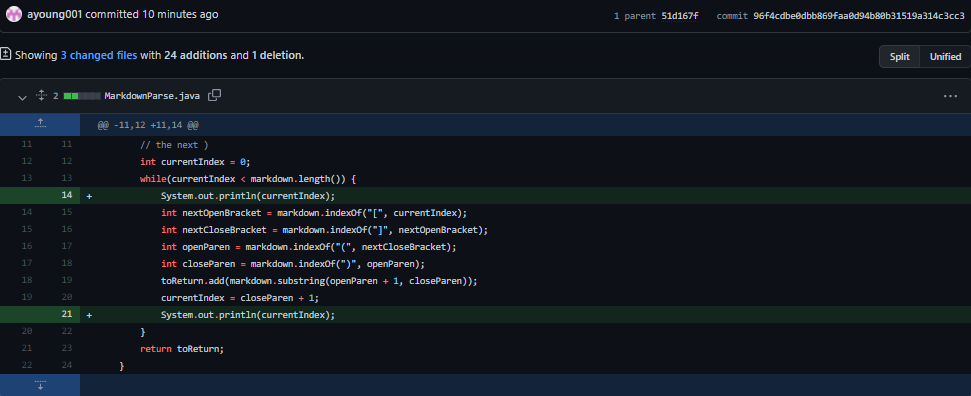 ayoung001 committed 10 minutes ago
1 parent 51d167f commit 96f4cdbe0dbb869faa0d94b80b31519a314c3cc3
Showing 3 changed files with 24 additions and 1 deletion.
Split Unified
2 MarkdownParse.java
@@ -11,12 +11,14 @@
11 11 // the next )
12 12 int currentIndex = 0;
13 13 while(currentIndex < markdown.length()) {
14 + System.out.println(currentIndex);
14 15 int nextOpenBracket = markdown.indexOf("[", currentIndex);
15 16 int nextCloseBracket = markdown.indexOf("]", nextOpenBracket);
16 17 int openParen = markdown.indexOf("(", nextCloseBracket);
17 18 int closeParen = markdown.indexOf(")", openParen);
18 19 toReturn.add(markdown.substring(openParen + 1, closeParen));
19 20 currentIndex = closeParen + 1;
21 + System.out.println(currentIndex);
20 22 }
21 23 return toReturn;
22 24 }